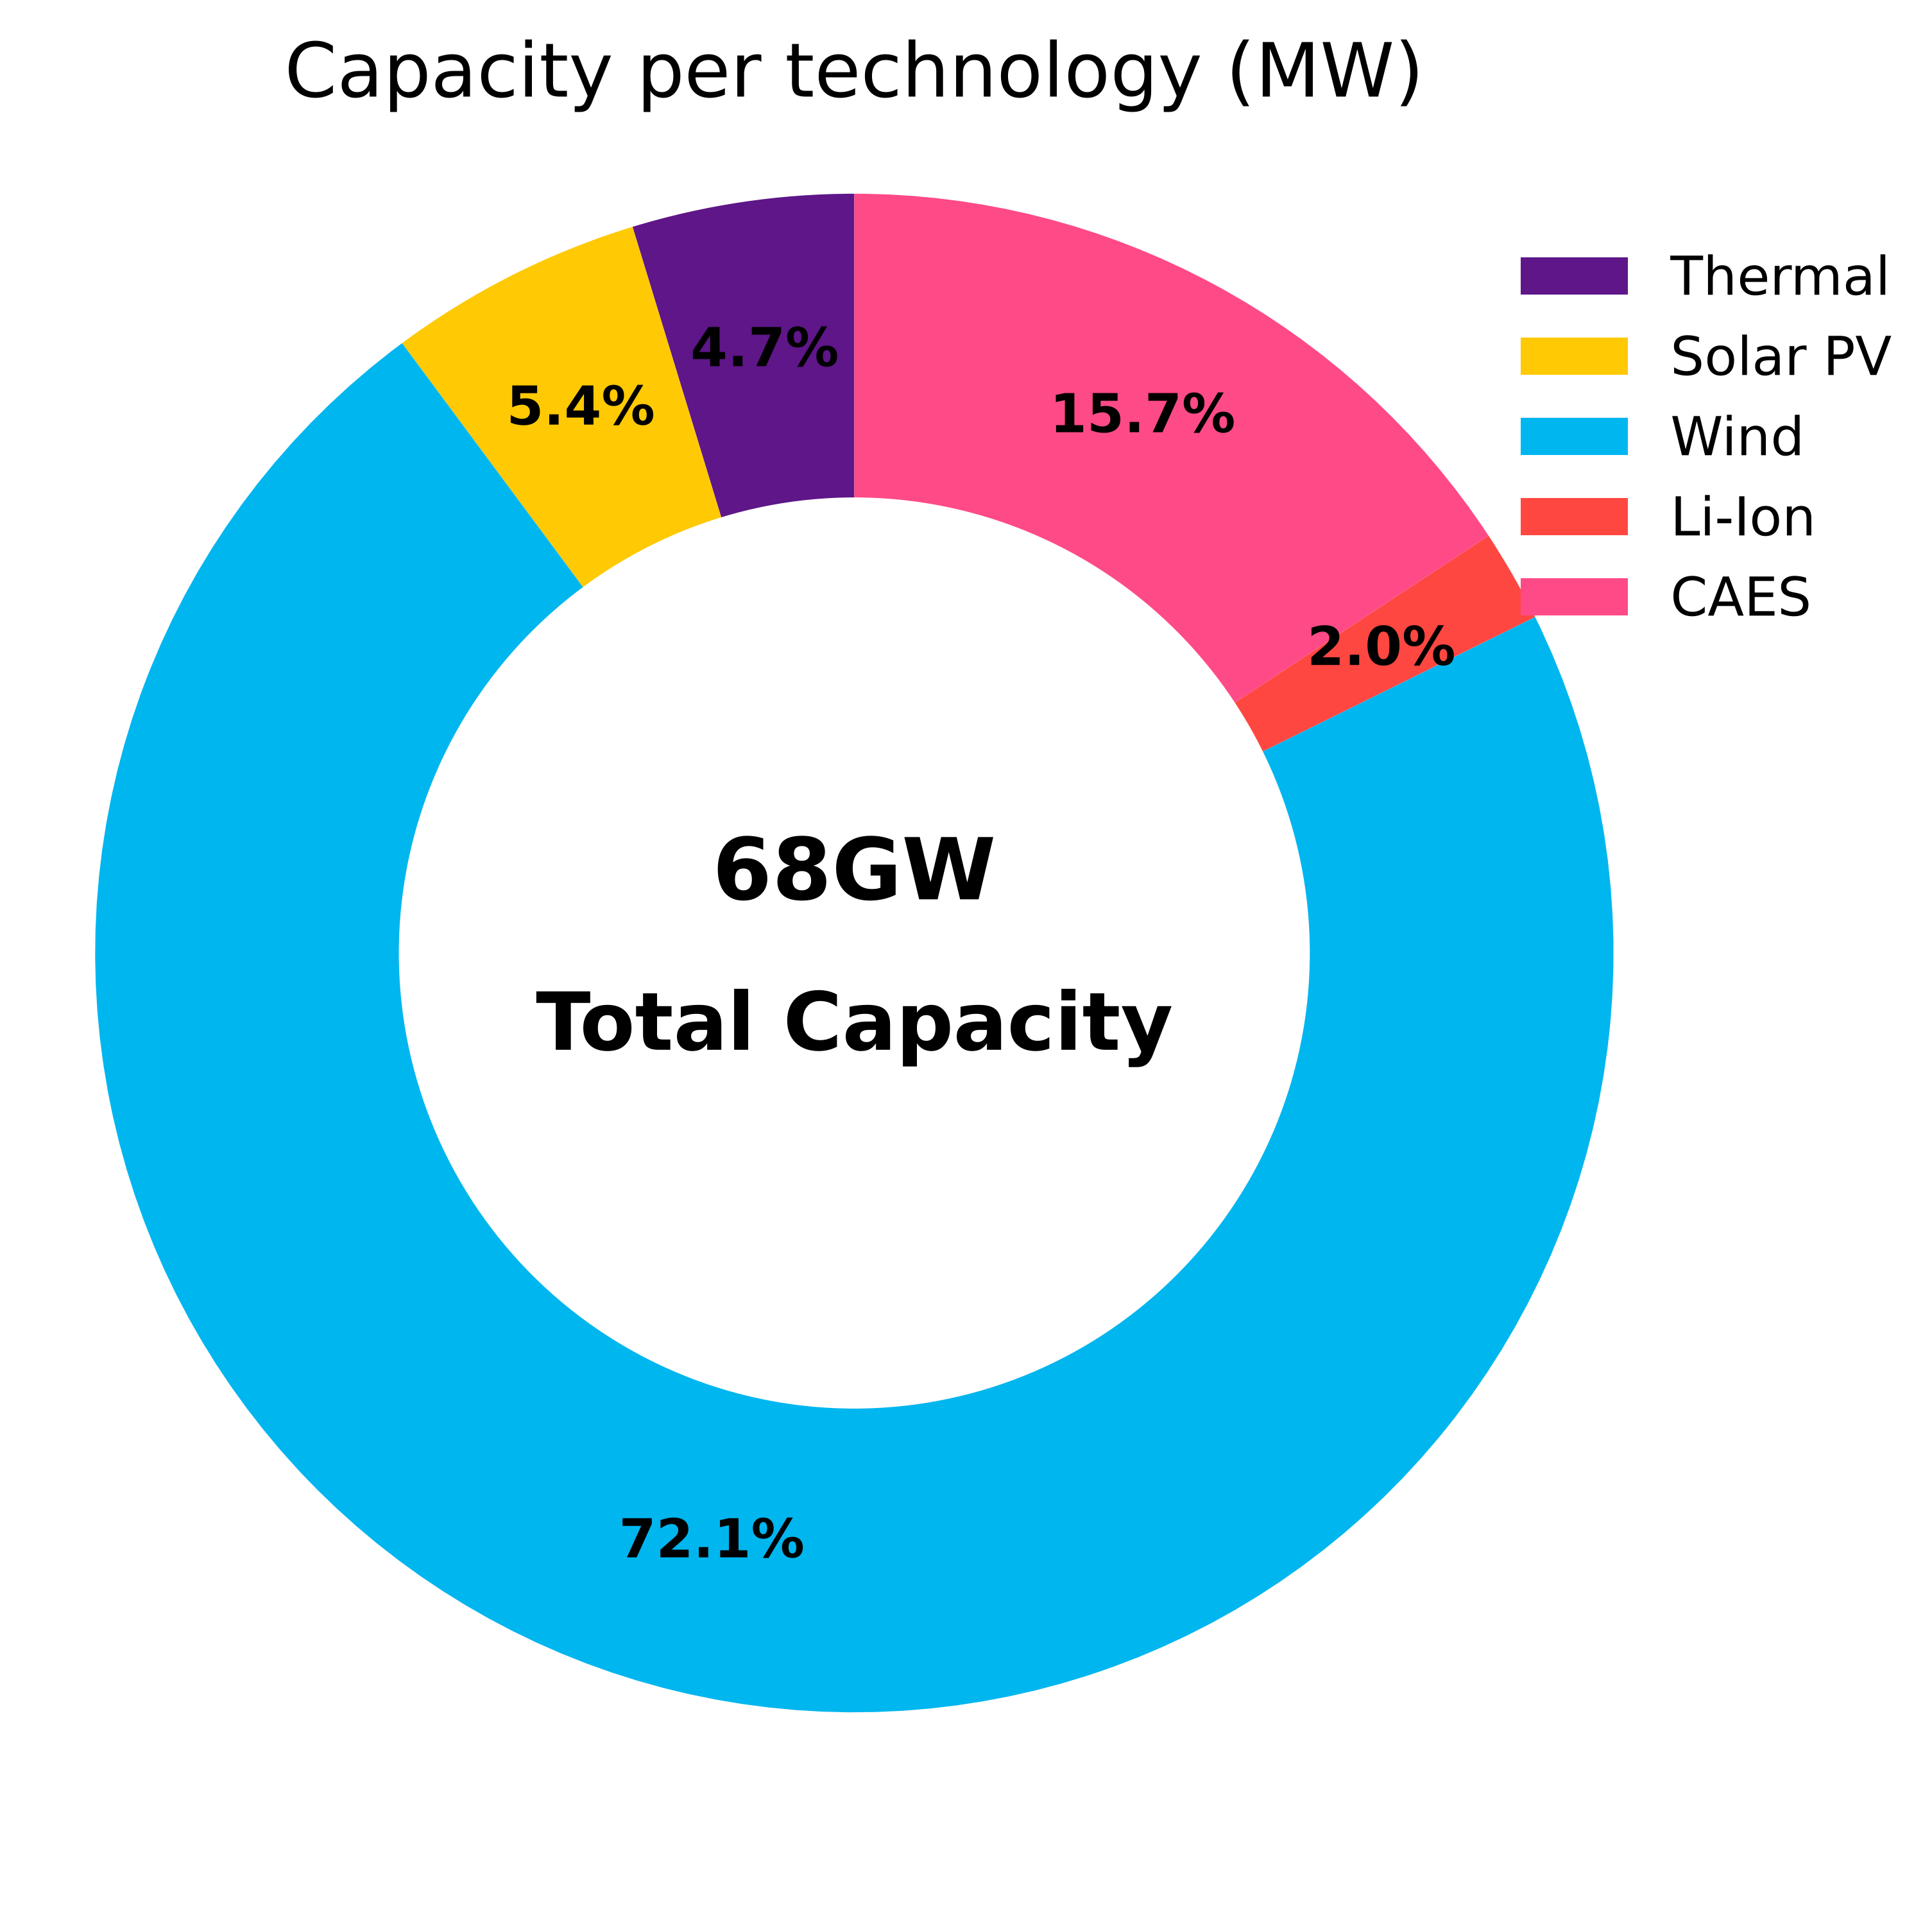 Capacity per technology (MW)
Thermal
Solar PV
Wind
Li-Ion
CAES
4.7%
5.4%
15.7%
2.0%
68GW
Total Capacity
72.1%